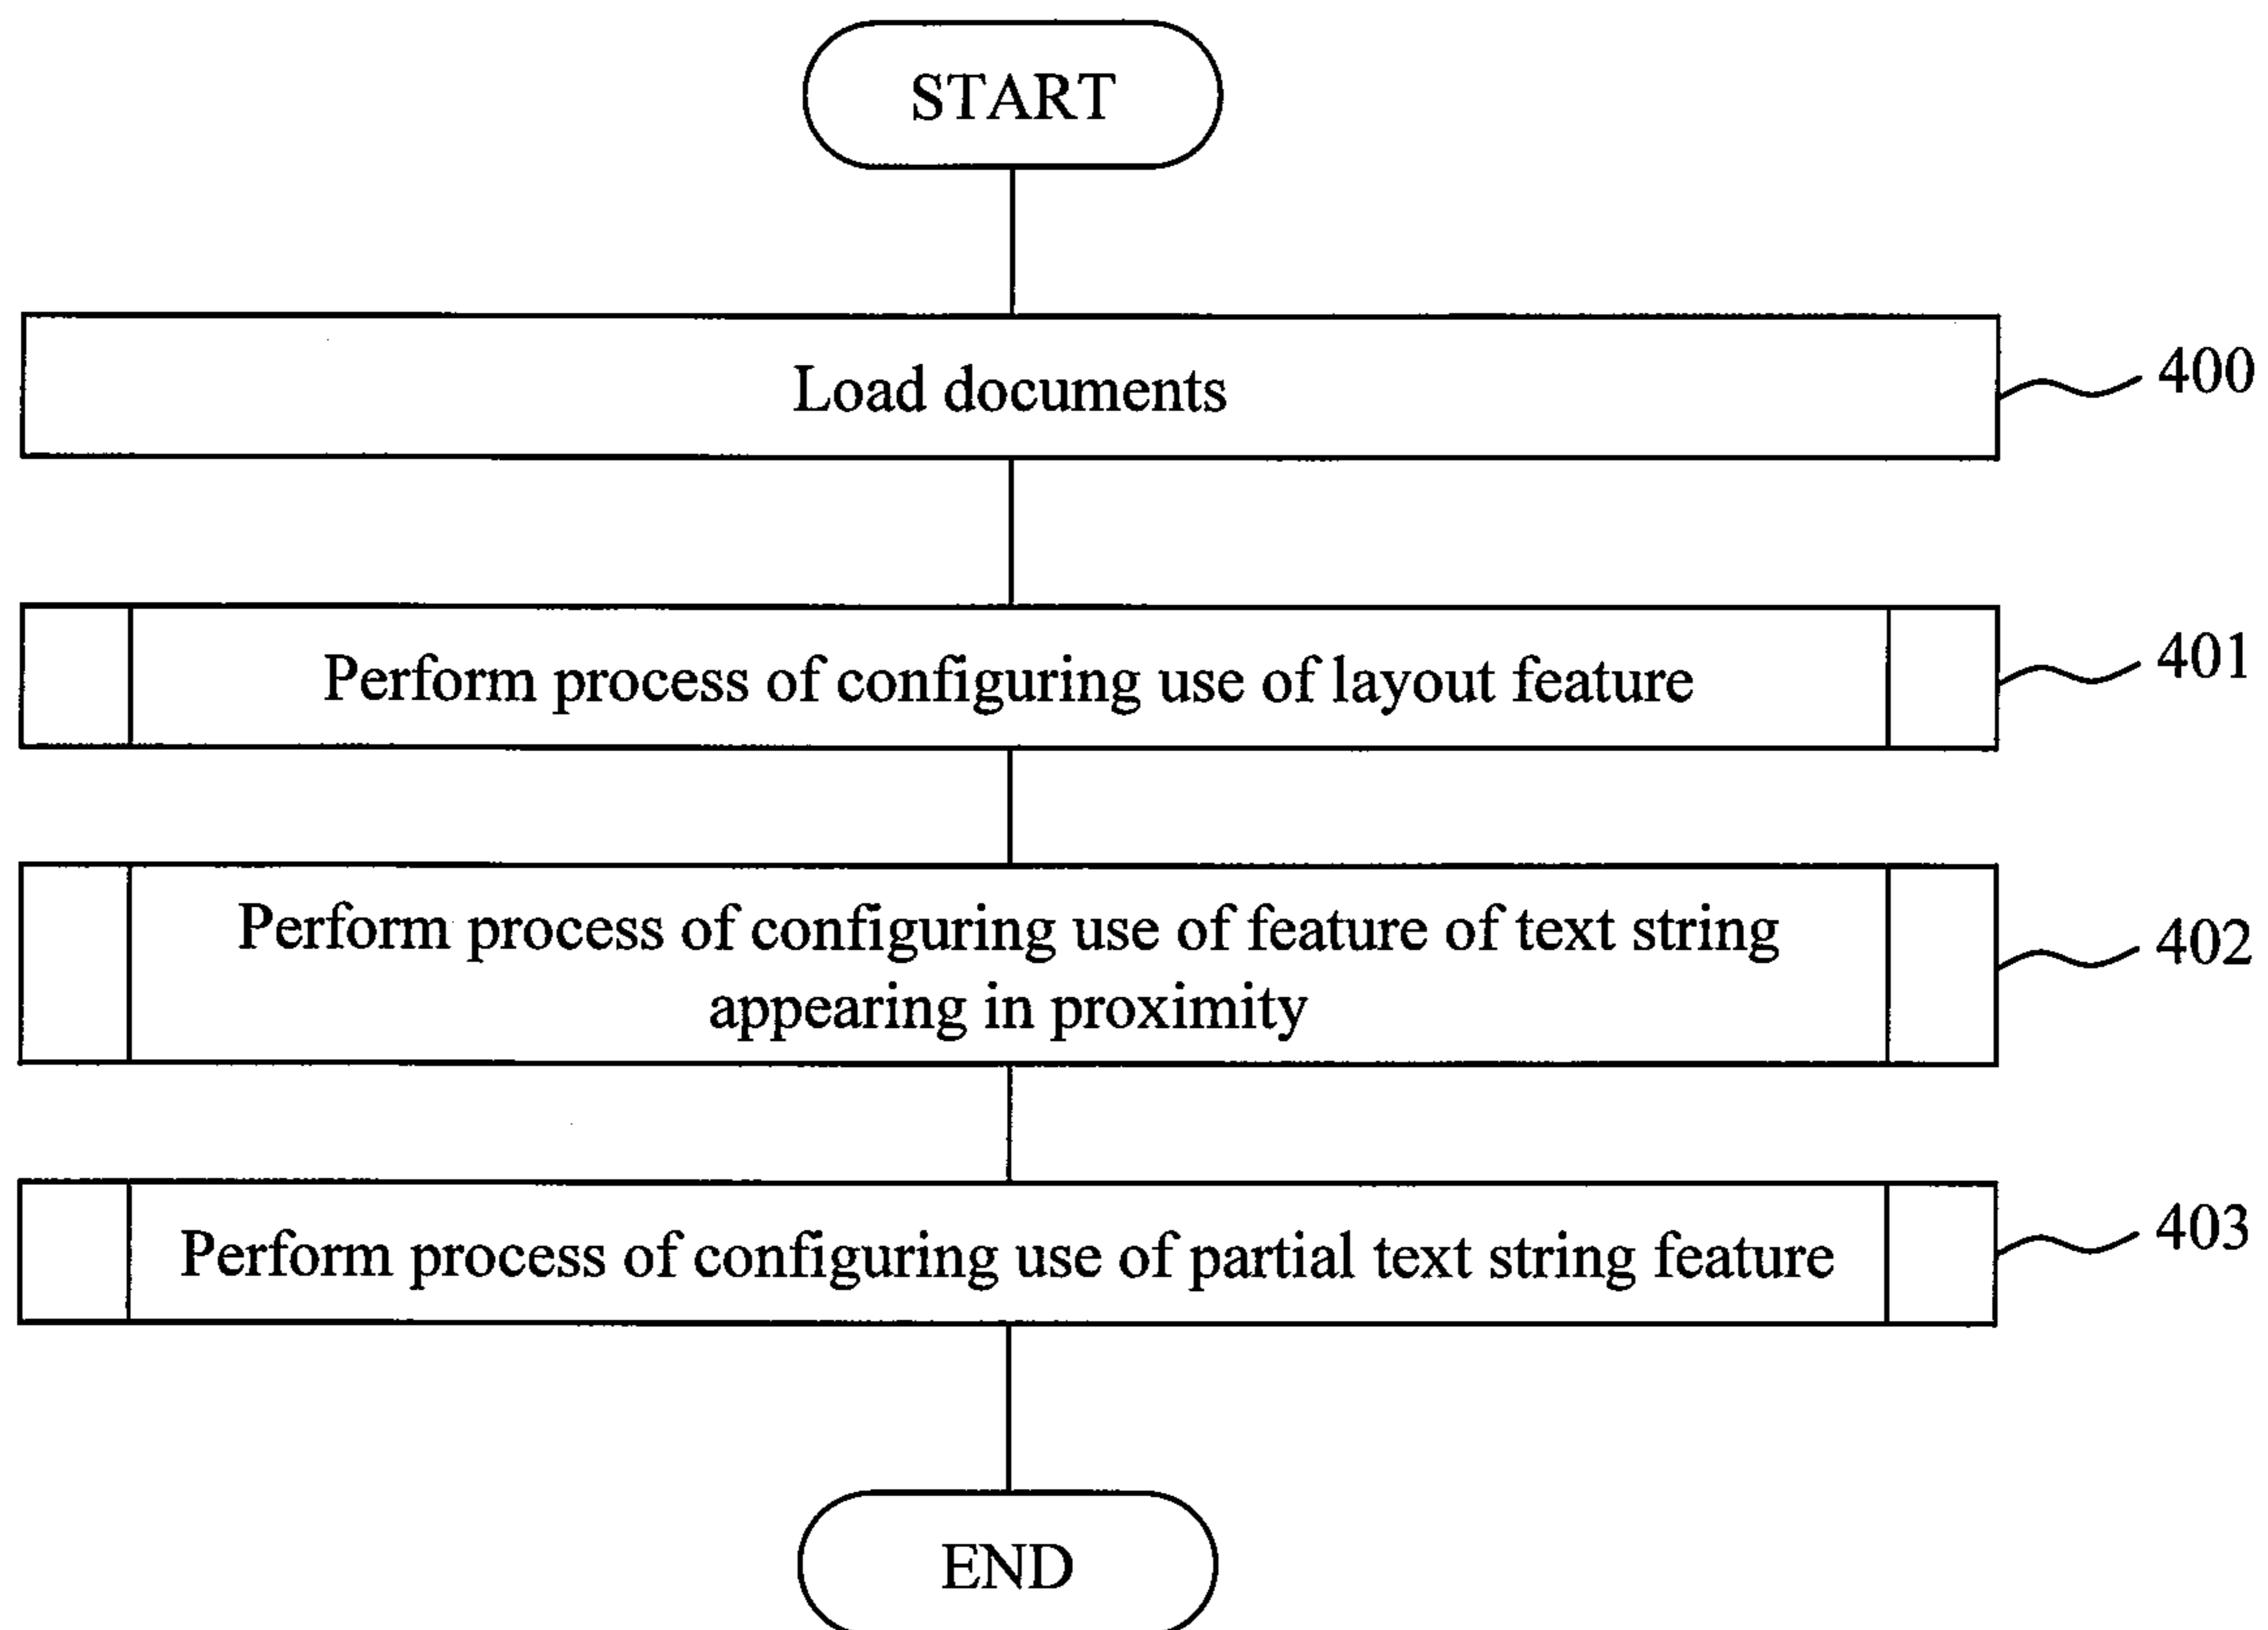 START
Load documents
400
Perform process of configuring use of layout feature
401
Perform process of configuring use of feature of text string
appearing in proximity
402
Perform process of configuring use of partial text string feature
403
END